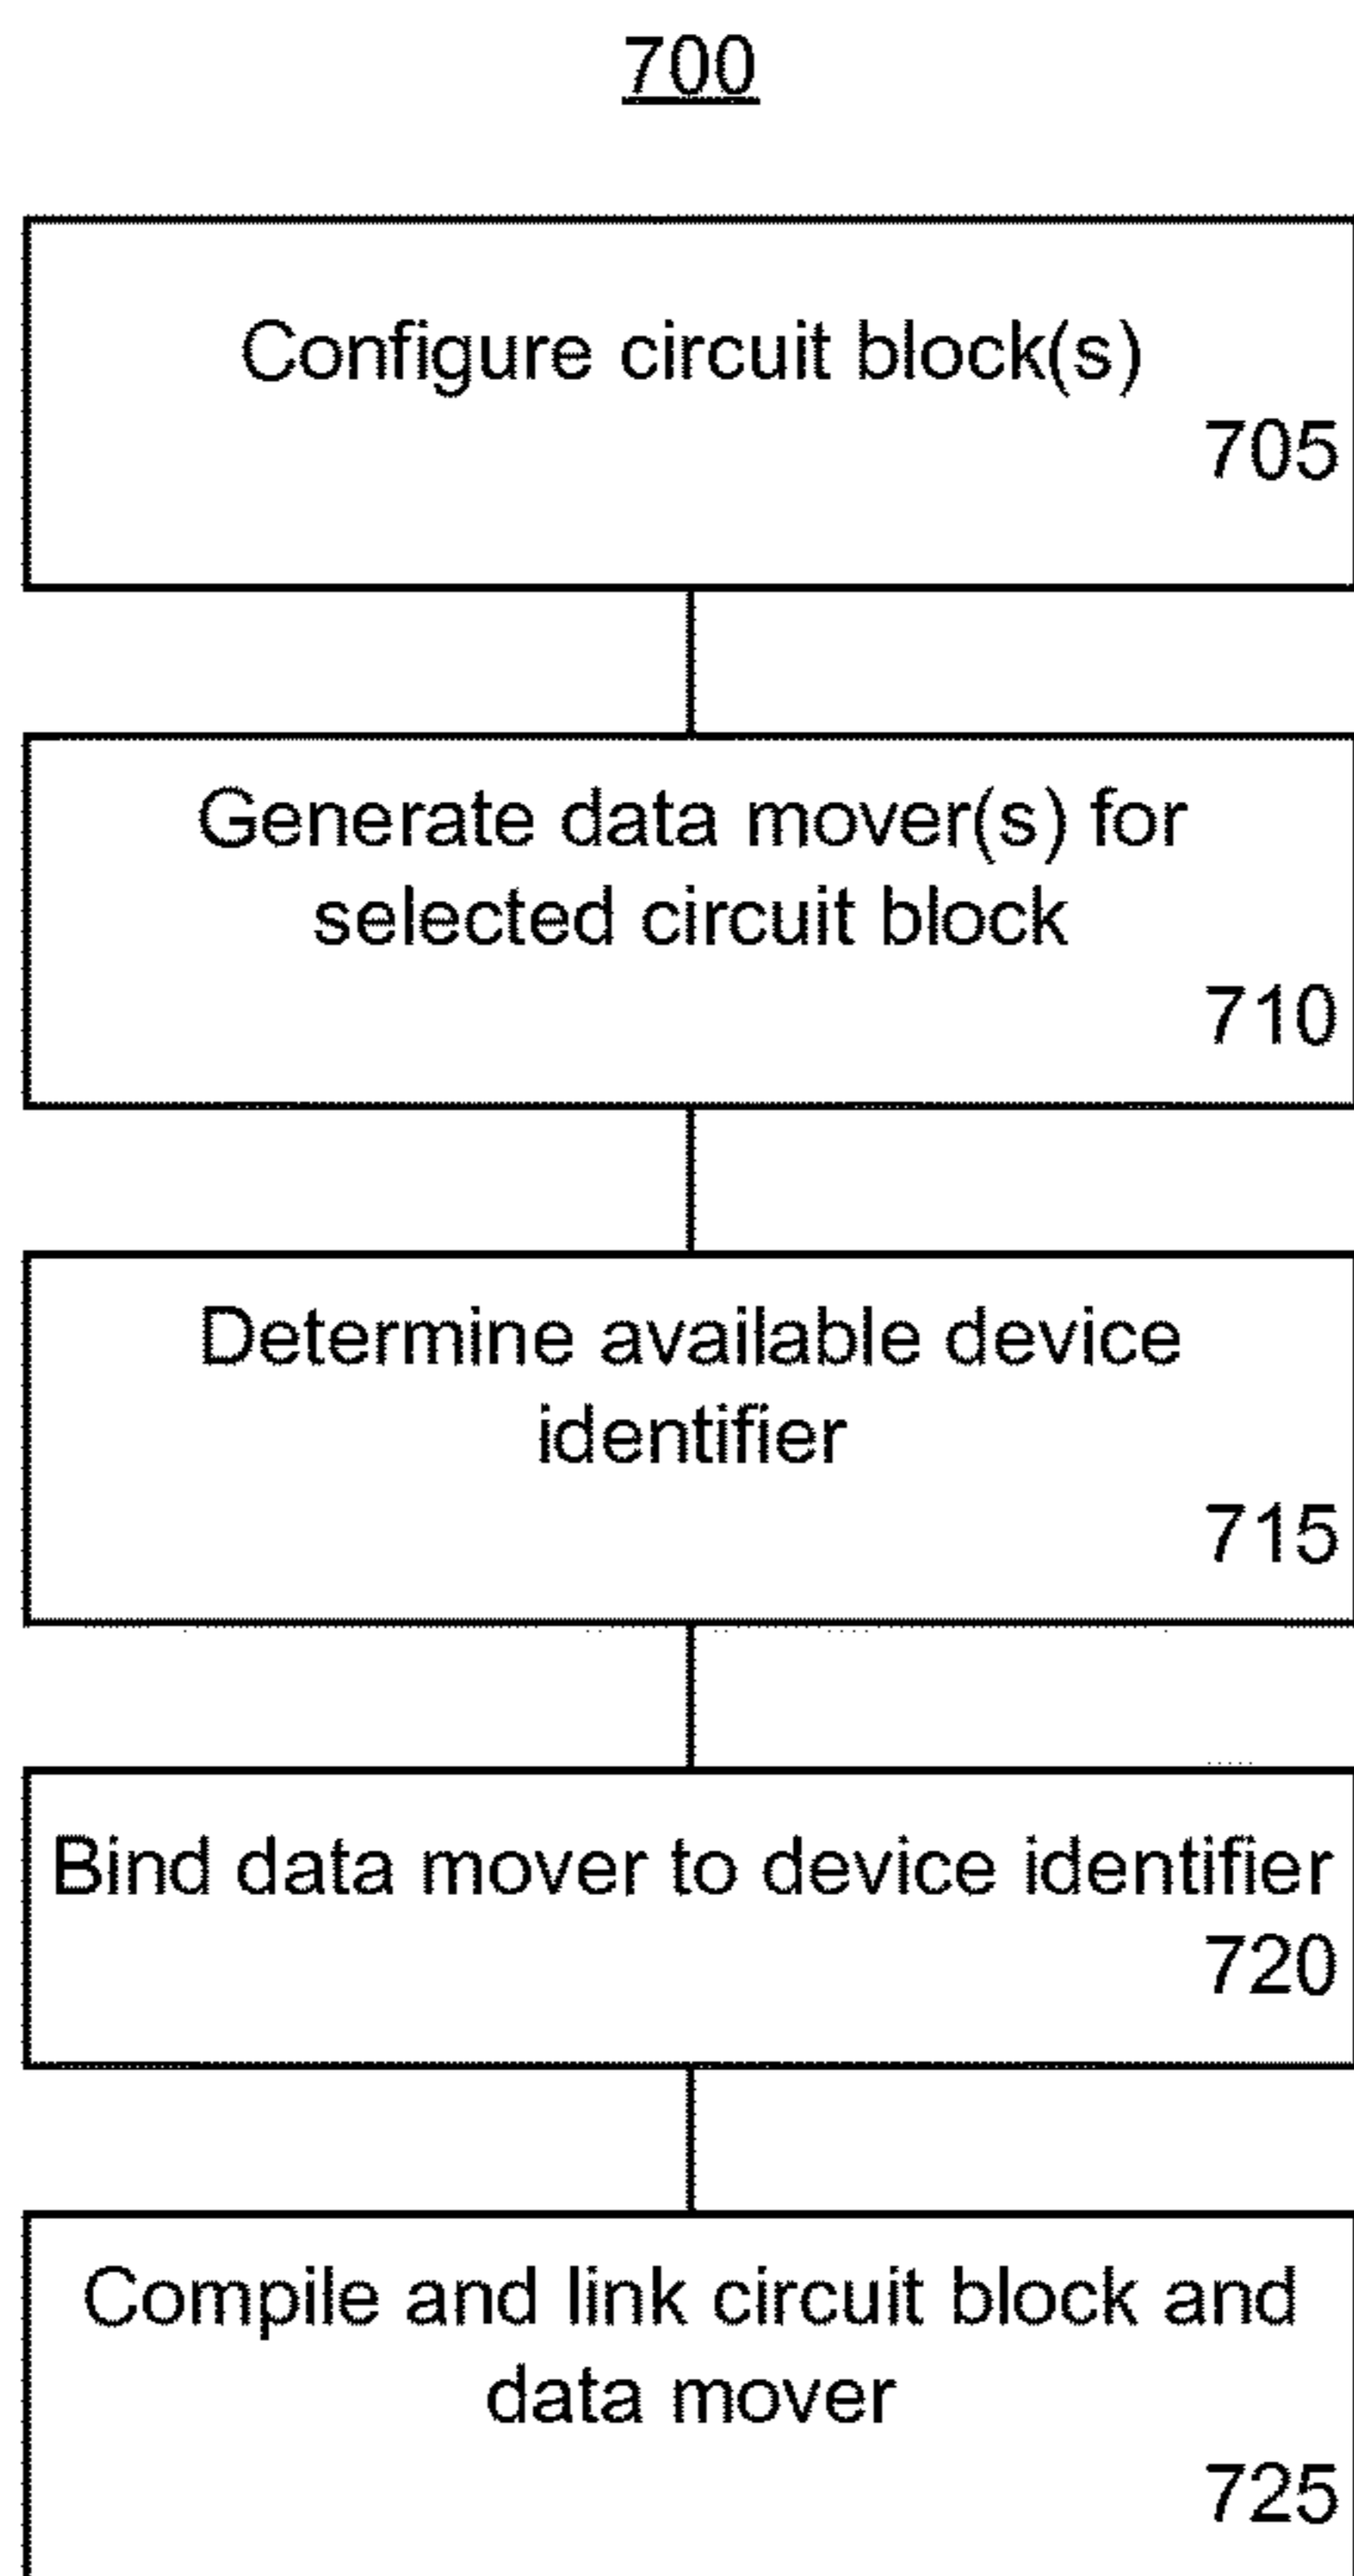 700
Configure circuit block(s)
705
Generate data mover(s) for
selected circuit block
710
Determine available device
identifier
715
Bind data mover to device identifier
720
Compile and link circuit block and
data mover
725